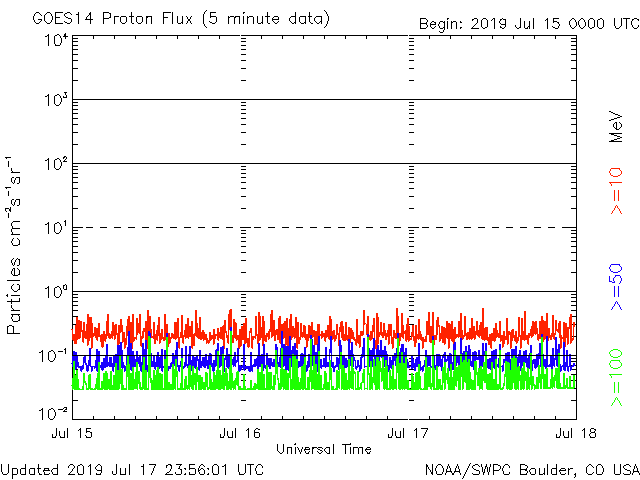 GOES14 Proton Flux (5 minute data)
Begin: 2019 Jul 15 0000 UTC
10⁴
10³
10²
10¹
10⁰
10⁻¹
10⁻²
Particles cm⁻²s⁻¹sr⁻¹
MeV
>=10
>=50
>=100
Jul 15 Jul 16 Jul 17 Jul 18
Universal Time
Updated 2019 Jul 17 23:56:01 UTC
NOAA/SWPC Boulder, CO USA